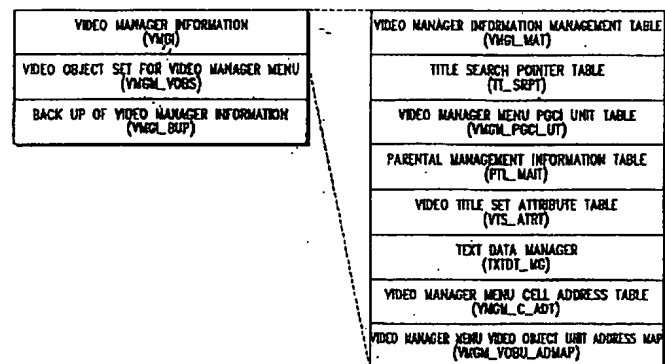 VIDEO MANAGER INFORMATION
(VMGI)
VIDEO OBJECT SET FOR VIDEO MANAGER MENU
(VMGM_VOBS)
BACK UP OF VIDEO MANAGER INFORMATION
(VMGI_BUP)
VIDEO MANAGER INFORMATION MANAGEMENT TABLE
(VMGI_MAT)
TITLE SEARCH POINTER TABLE
(TT_SRPT)
VIDEO MANAGER MENU PGCI UNIT TABLE
(VMGM_PGCI_UT)
PARENTAL MANAGEMENT INFORMATION TABLE
(PTL_MAIT)
VIDEO TITLE SET ATTRIBUTE TABLE
(VTS_ATRT)
TEXT DATA MANAGER
(TXTDT_MG)
VIDEO MANAGER MENU CELL ADDRESS TABLE
(VMGM_C_ADT)
VIDEO MANAGER MENU VIDEO OBJECT UNIT ADDRESS MAP
(VMGM_VOBU_ADMAP)